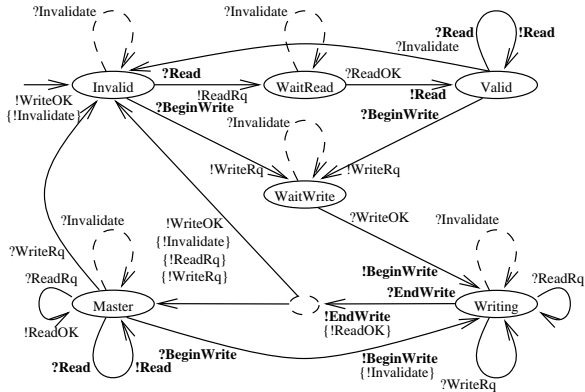 ?Invalidate
?Invalidate
?Invalidate
?Read
!Read
Invalid
?Read
!ReadRq
WaitRead
?ReadOK
!Read
Valid
!WriteOK
{!Invalidate}
?BeginWrite
?Invalidate
?BeginWrite
!WriteRq
!WriteRq
WaitWrite
?WriteOK
?Invalidate
?Invalidate
!WriteOK
{!Invalidate}
{!ReadRq}
{!WriteRq}
?WriteRq
!BeginWrite
?ReadRq
?ReadRq
Master
?EndWrite
Writing
!ReadOK
!EndWrite
{!ReadOK}
?Read
!Read
?BeginWrite
!BeginWrite
{!Invalidate}
?WriteRq